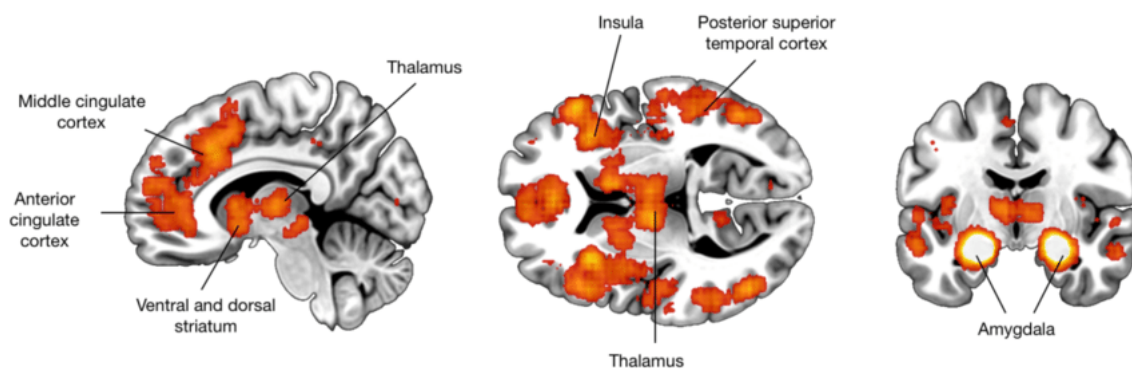 Thalamus
Middle cingulate
cortex
Anterior
cingulate
cortex
Ventral and dorsal
striatum
Insula
Posterior superior
temporal cortex
Thalamus
Amygdala